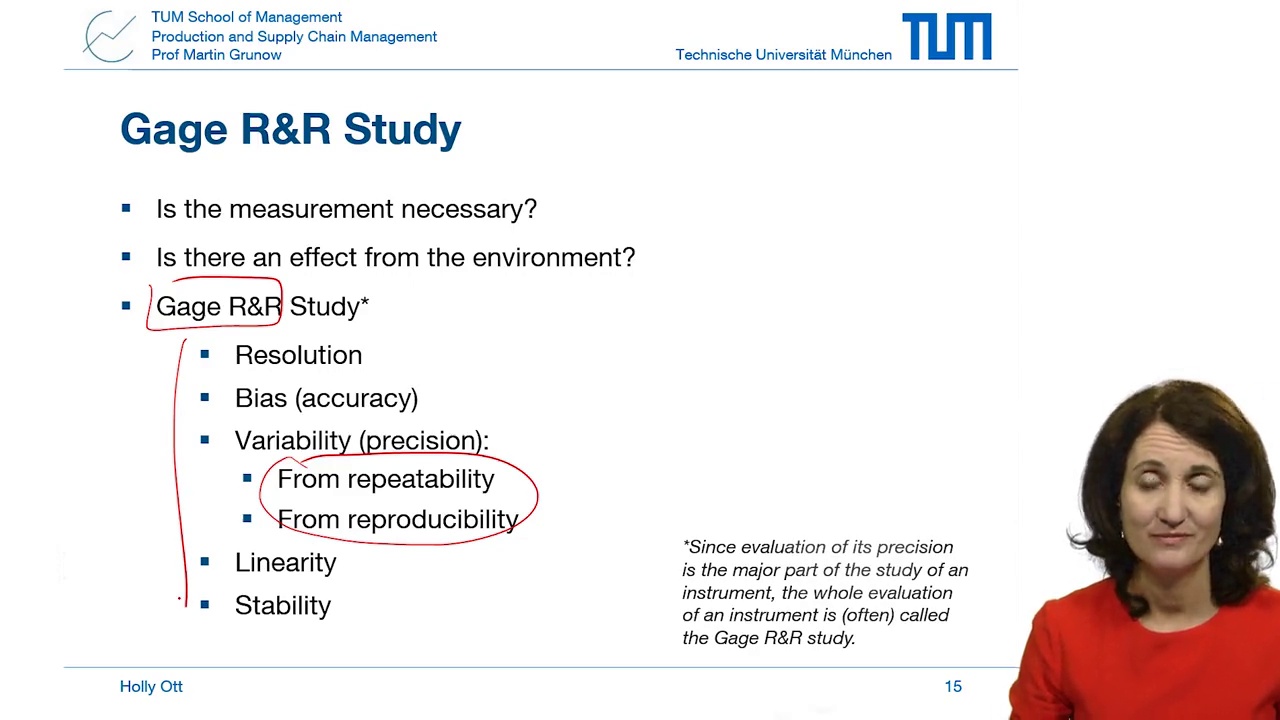 TUM School of Management
Production and Supply Chain Management
Prof Martin Grunow
Technische Universität München
TUM
Gage R&R Study
Is the measurement necessary?
Is there an effect from the environment?
Gage R&R Study*
Resolution
Bias (accuracy)
Variability (precision):
From repeatability
From reproducibility
Linearity
Stability
*Since evaluation of its precision
is the major part of the study of an
instrument, the whole evaluation
of an instrument is (often) called
the Gage R&R study.
Holly Ott
15